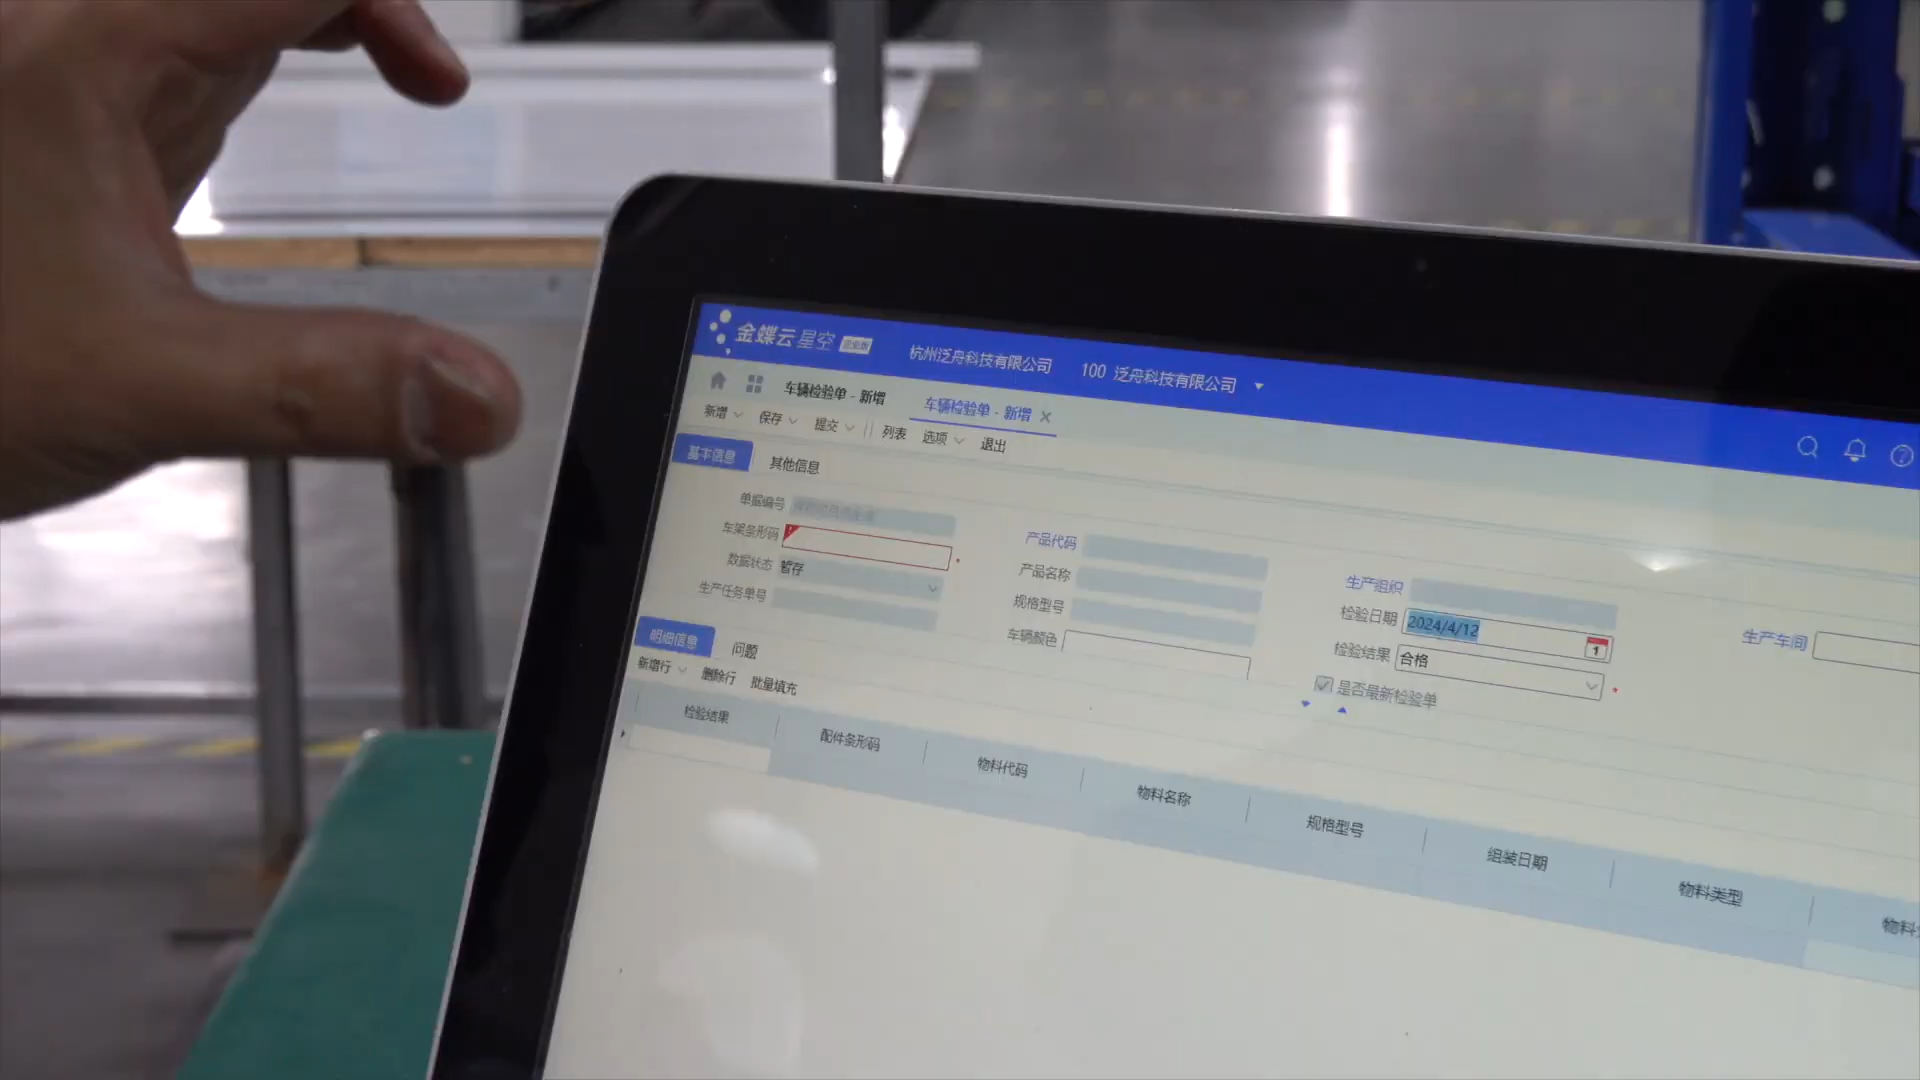 金蝶云 星空 企业版 杭州泛舟科技有限公司 100 泛舟科技有限公司
车辆检验单 - 新增 车辆检验单 - 新增
新增 保存 提交 列表 选项 退出
基本信息 其他信息
单据编号
车架条形码
数据状态 暂存
生产任务单号
产品代码
产品名称
规格型号
车辆颜色
生产组织
检验日期 2024/4/12 1
检验结果 合格
是否最新检验单
生产车间
明细信息 问题
新增行 删除行 批量填充
检验结果 配件条形码 物料代码 物料名称 规格型号 组装日期 物料类型 物料